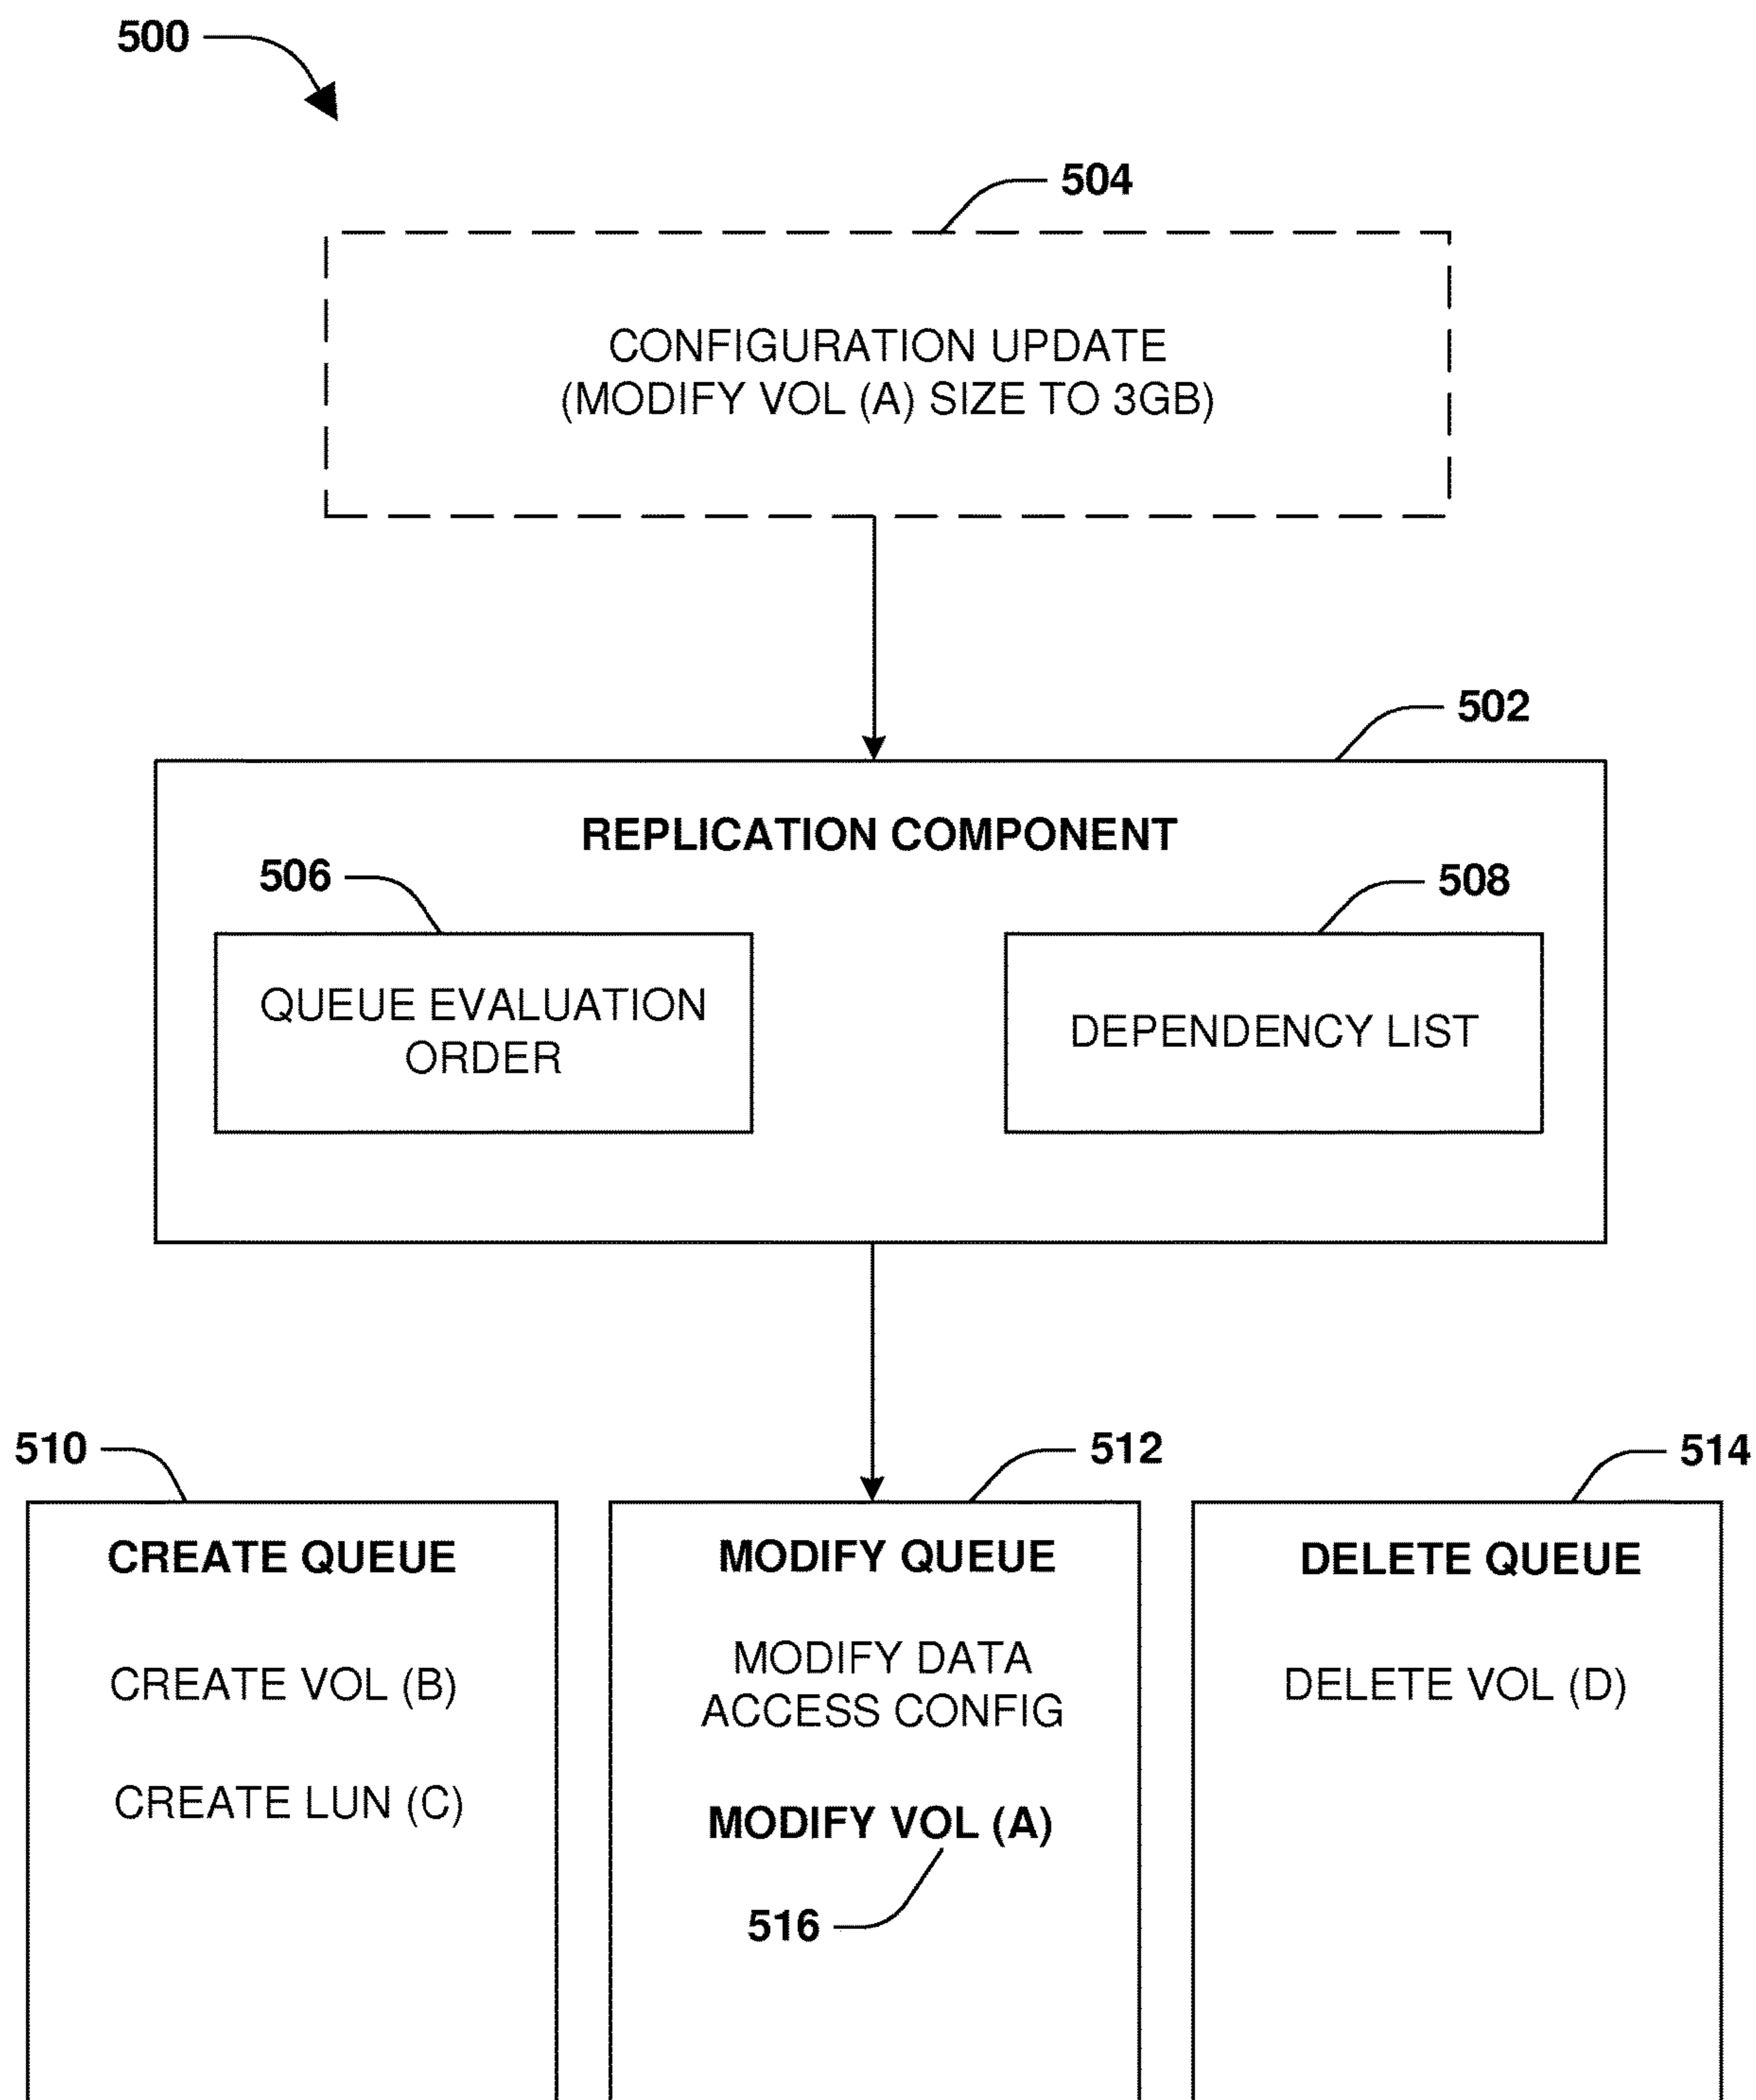 500
504
CONFIGURATION UPDATE
(MODIFY VOL (A) SIZE TO 3GB)
502
REPLICATION COMPONENT
506
508
QUEUE EVALUATION
ORDER
DEPENDENCY LIST
510
512
514
CREATE QUEUE
CREATE VOL (B)
CREATE LUN (C)
MODIFY QUEUE
MODIFY DATA
ACCESS CONFIG
MODIFY VOL (A)
516
DELETE QUEUE
DELETE VOL (D)